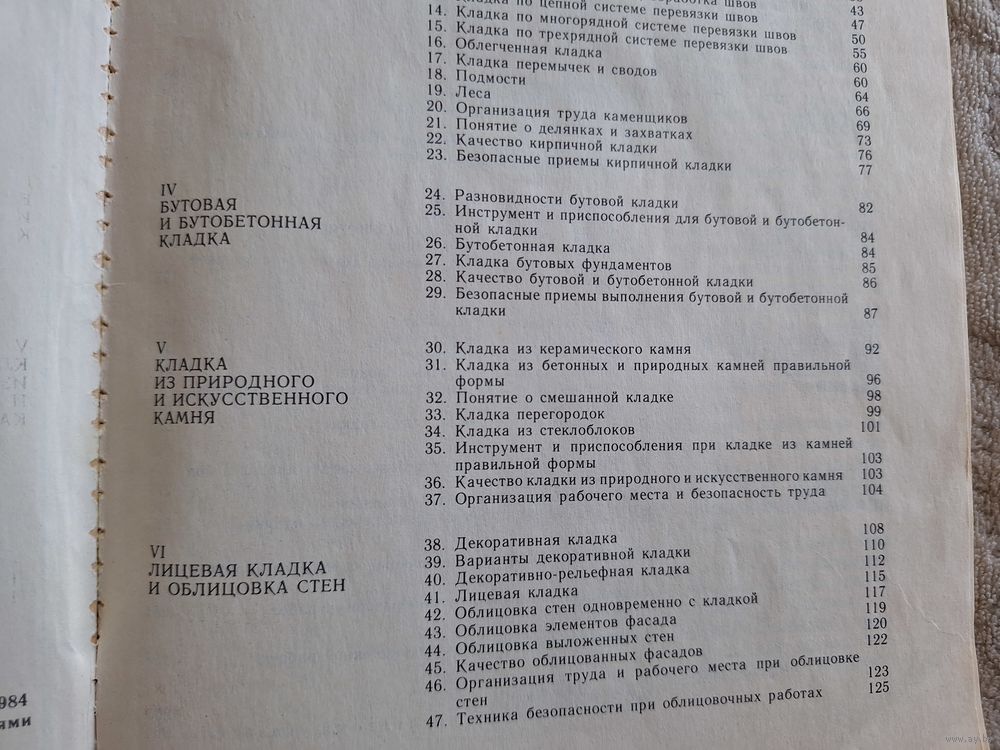 14. Кладка по цепной системе перевязки швов 43
15. Кладка по многорядной системе перевязки швов 47
16. Кладка по трехрядной системе перевязки швов 50
17. Облегченная кладка 55
18. Кладка перемычек и сводов 60
19. Подмости 60
20. Леса 64
21. Организация труда каменщиков 66
22. Понятие о делянках и захватках 69
23. Качество кирпичной кладки 73
Безопасные приемы кирпичной кладки 76
77
IV
БУТОВАЯ
И БУТОБЕТОННАЯ
КЛАДКА
24. Разновидности бутовой кладки 82
25. Инструмент и приспособления для бутовой и бутобетон-
ной кладки 84
26. Бутобетонная кладка 84
27. Кладка бутовых фундаментов 85
28. Качество бутовой и бутобетонной кладки 86
29. Безопасные приемы выполнения бутовой и бутобетонной
кладки 87
V
КЛАДКА
ИЗ ПРИРОДНОГО
И ИСКУССТВЕННОГО
КАМНЯ
30. Кладка из керамического камня 92
31. Кладка из бетонных и природных камней правильной
формы 96
32. Понятие о смешанной кладке 98
33. Кладка перегородок 99
34. Кладка из стеклоблоков 101
35. Инструмент и приспособления при кладке из камней
правильной формы 103
36. Качество кладки из природного и искусственного камня 103
37. Организация рабочего места и безопасность труда 104
VI
ЛИЦЕВАЯ КЛАДКА
И ОБЛИЦОВКА СТЕН
38. Декоративная кладка 108
39. Варианты декоративной кладки 110
40. Декоративно-рельефная кладка 112
41. Лицевая кладка 115
42. Облицовка стен одновременно с кладкой 117
43. Облицовка элементов фасада 119
44. Облицовка выложенных стен 120
45. Качество облицованных фасадов 122
46. Организация труда и рабочего места при облицовке
стен 123
47. Техника безопасности при облицовочных работах 125
984
ями
www.ay.by